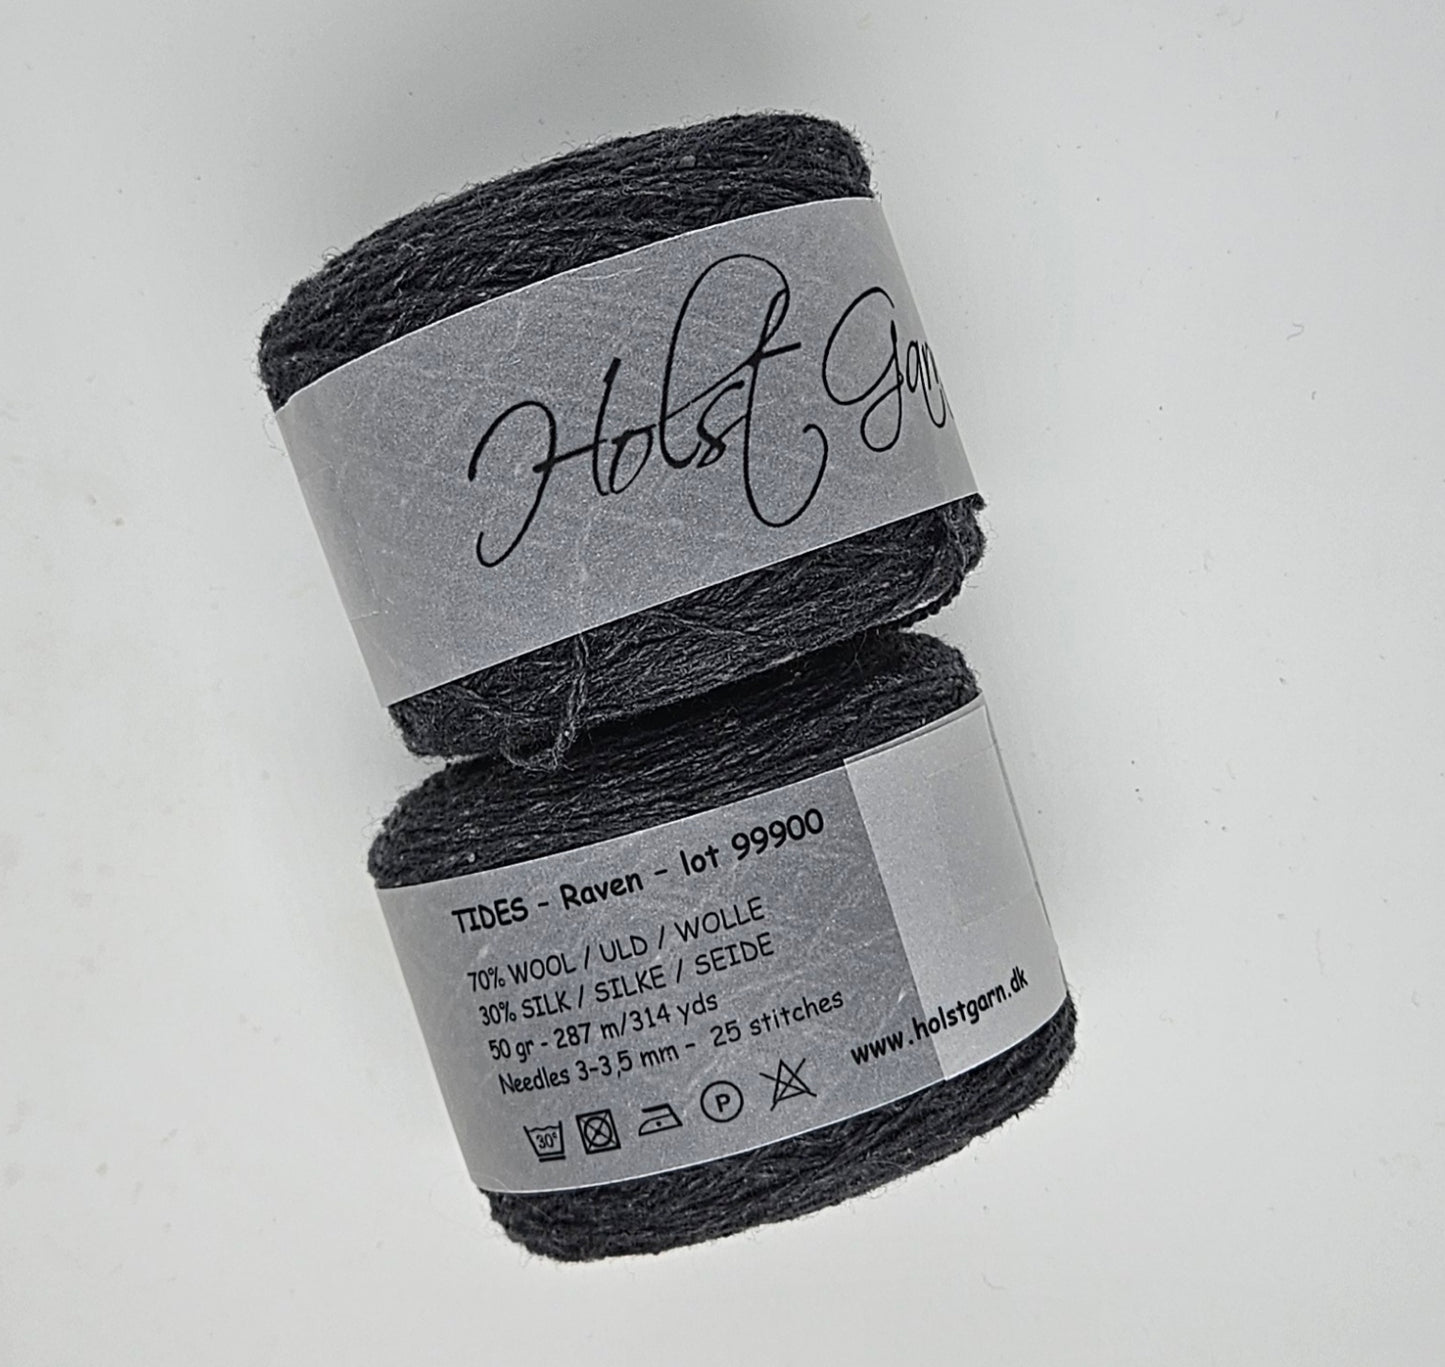 Holst Garn
TIDES - Raven - lot 99900
70% WOOL / ULD / WOLLE
30% SILK / SILKE / SEIDE
50 gr - 287 m/314 yds
Needles 3-3,5 mm - 25 stitches
30° P
www.holstgarn.dk